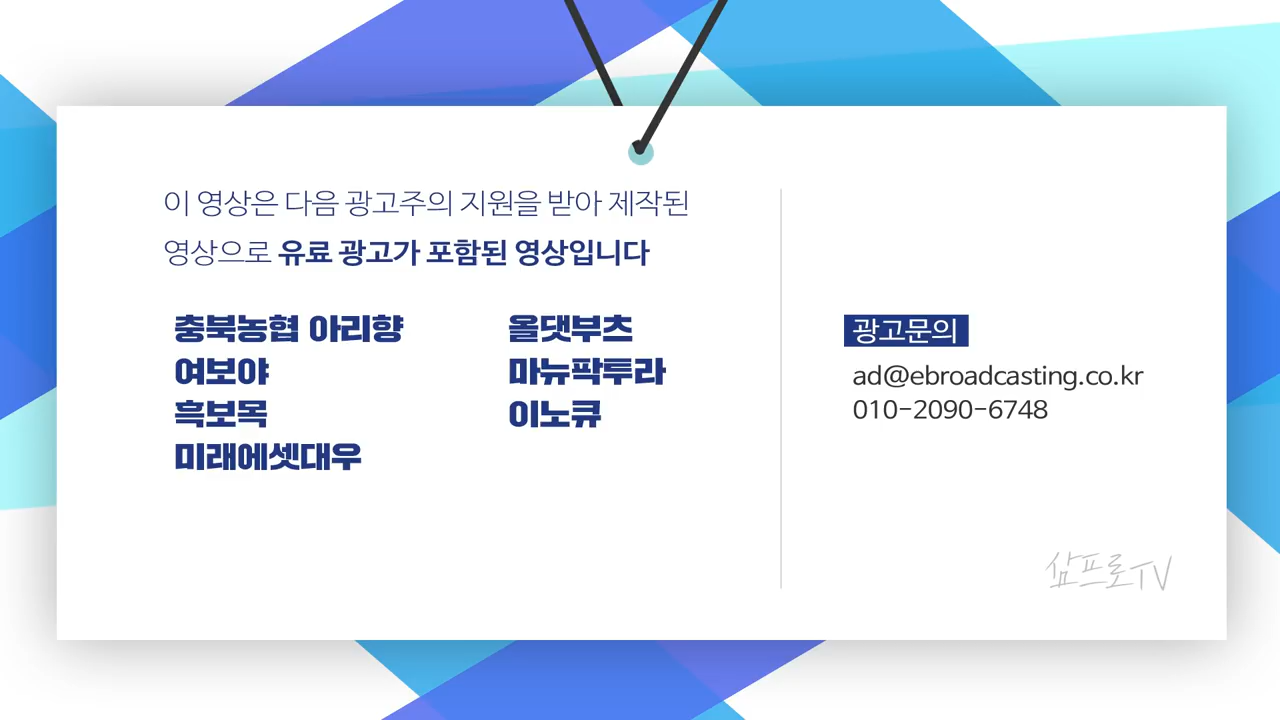 이 영상은 다음 광고주의 지원을 받아 제작된
영상으로 유료 광고가 포함된 영상입니다
충북농협 아리향
여보야
흑보목
미래에셋대우
올댓부츠
마뉴팍투라
이노큐
광고문의
ad@ebroadcasting.co.kr
010-2090-6748
삼프로TV